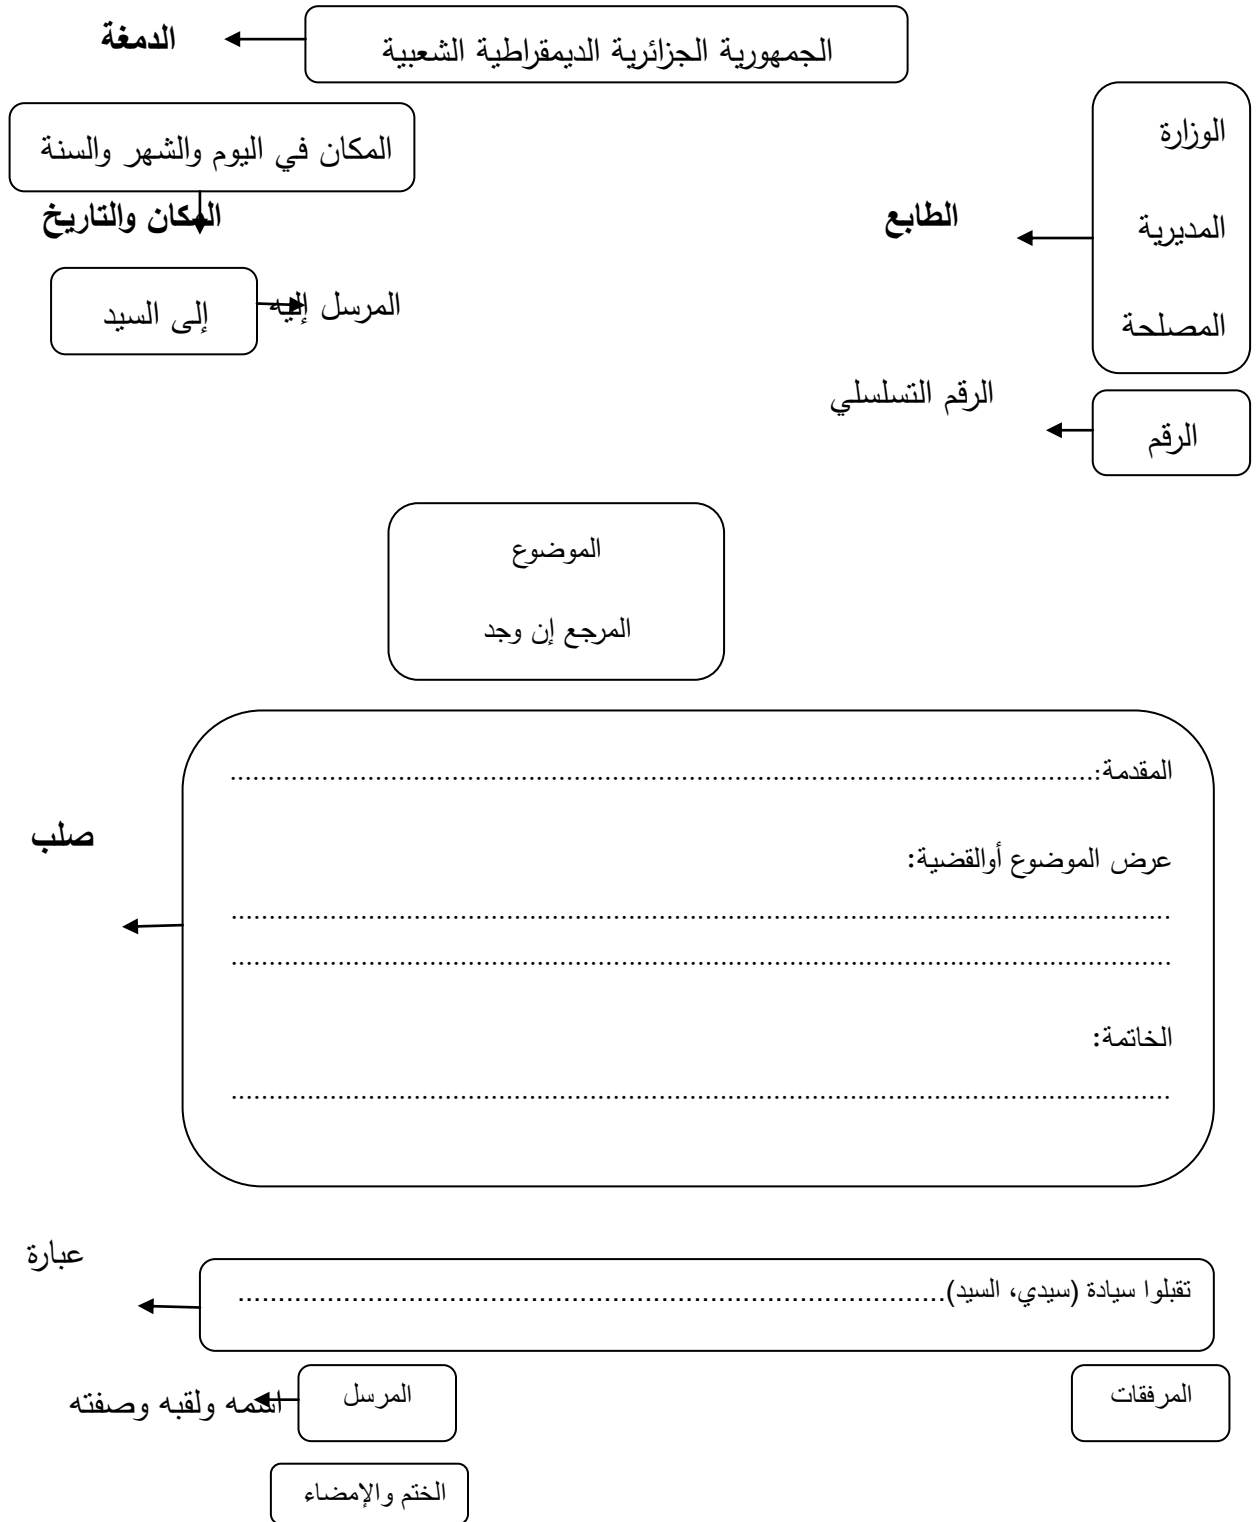 الجمهورية الجزائرية الديمقراطية الشعبية
الدمغة
الوزارة
المديرية
المصلحة
الطابع
المكان في اليوم والشهر والسنة
المكان والتاريخ
المرسل إليه
إلى السيد
الرقم
الرقم التسلسلي
الموضوع
المرجع إن وجد
المقدمة:..................................................................................................................
عرض الموضوع أوالقضية:
............................................................................................................................
............................................................................................................................
الخاتمة:
............................................................................................................................
صلب
عبارة
تقبلوا سيادة (سيدي، السيد)..............................................................................................
المرفقات
المرسل
اسمه ولقبه وصفته
الختم والإمضاء